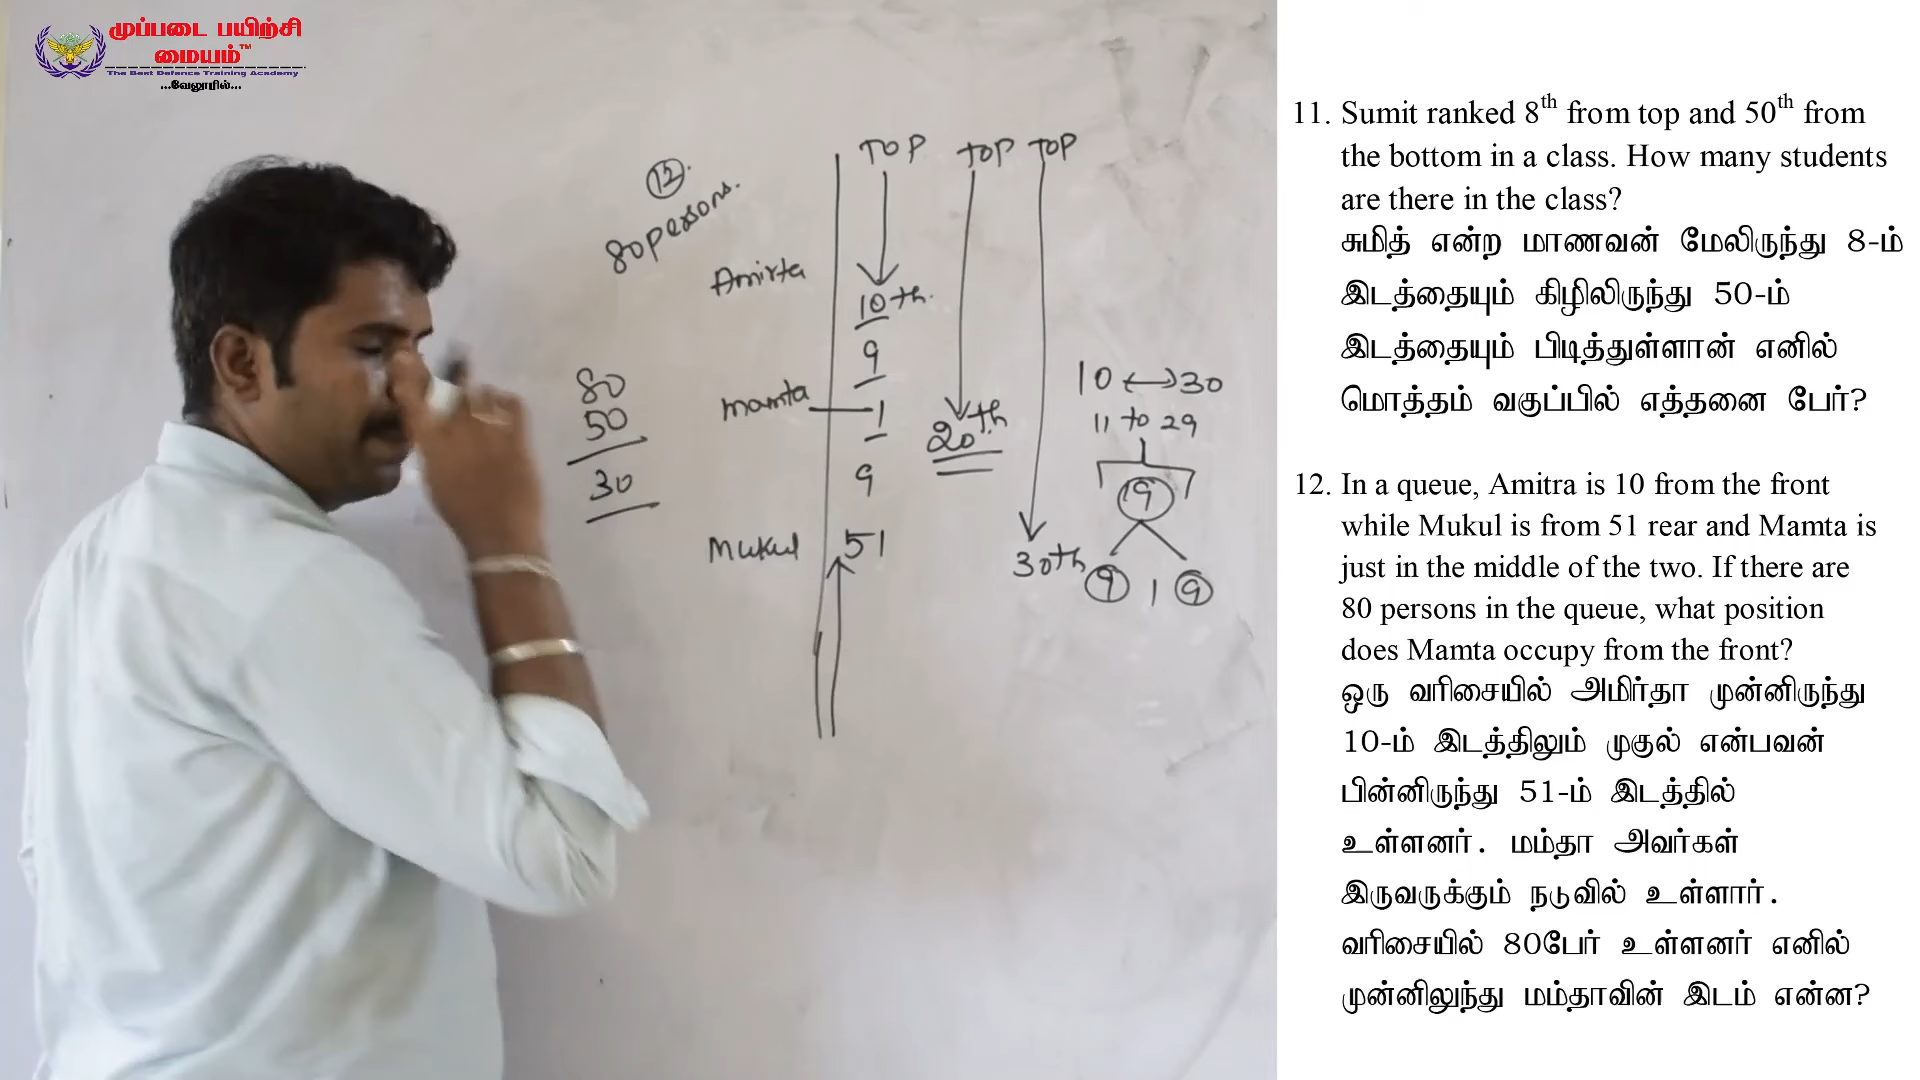 முப்படை பயிற்சி
மையம்™
The Best Defence Training Academy
...வேலூரில்...
12.
80 persons.
TOP TOP TOP
Amirta
10th.
9
mamta 1
9
Mukul 51
20th
30th
80
50
30
10 ↔ 30
11 to 29
19
9 1 9
11. Sumit ranked 8th from top and 50th from
the bottom in a class. How many students
are there in the class?
சுமித் என்ற மாணவன் மேலிருந்து 8-ம்
இடத்தையும் கிழிலிருந்து 50-ம்
இடத்தையும் பிடித்துள்ளான் எனில்
மொத்தம் வகுப்பில் எத்தனை பேர்?
12. In a queue, Amitra is 10 from the front
while Mukul is from 51 rear and Mamta is
just in the middle of the two. If there are
80 persons in the queue, what position
does Mamta occupy from the front?
ஒரு வரிசையில் அமிர்தா முன்னிருந்து
10-ம் இடத்திலும் முகுல் என்பவன்
பின்னிருந்து 51-ம் இடத்தில்
உள்ளனர். மம்தா அவர்கள்
இருவருக்கும் நடுவில் உள்ளார்.
வரிசையில் 80பேர் உள்ளனர் எனில்
முன்னிலுந்து மம்தாவின் இடம் என்ன?